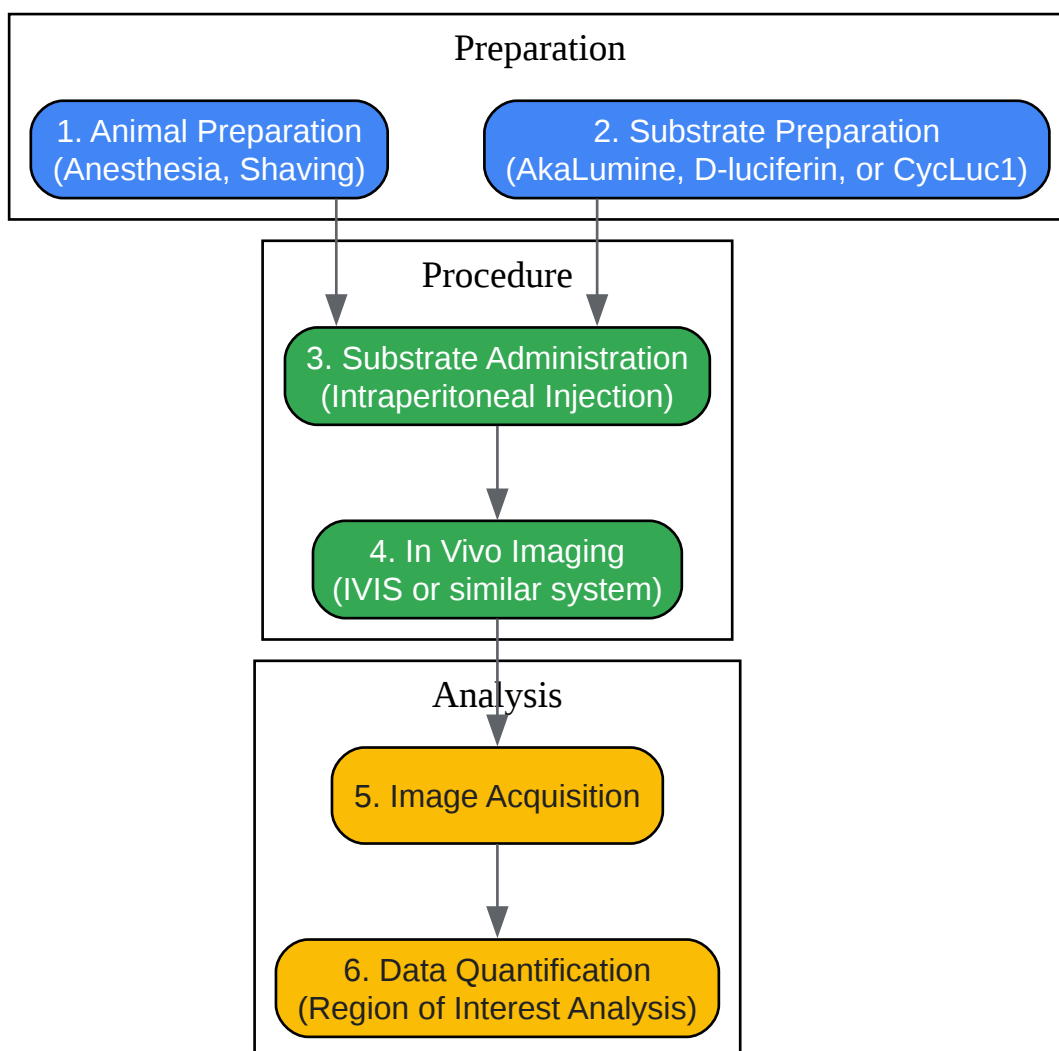 Preparation
1. Animal Preparation
(Anesthesia, Shaving)
2. Substrate Preparation
(AkaLumine, D-luciferin, or CycLuc1)
Procedure
3. Substrate Administration
(Intraperitoneal Injection)
4. In Vivo Imaging
(IVIS or similar system)
Analysis
5. Image Acquisition
6. Data Quantification
(Region of Interest Analysis)